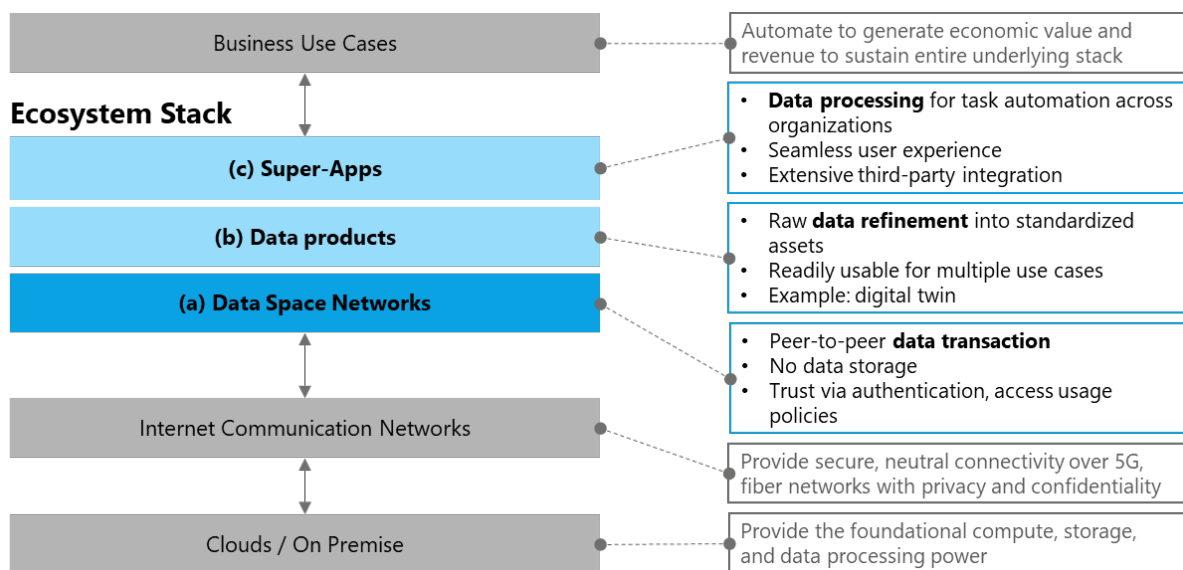 Business Use Cases
Automate to generate economic value and
revenue to sustain entire underlying stack
Ecosystem Stack
(c) Super-Apps
• Data processing for task automation across
organizations
• Seamless user experience
• Extensive third-party integration
(b) Data products
• Raw data refinement into standardized
assets
• Readily usable for multiple use cases
• Example: digital twin
(a) Data Space Networks
• Peer-to-peer data transaction
• No data storage
• Trust via authentication, access usage
policies
Internet Communication Networks
Provide secure, neutral connectivity over 5G,
fiber networks with privacy and confidentiality
Clouds / On Premise
Provide the foundational compute, storage,
and data processing power